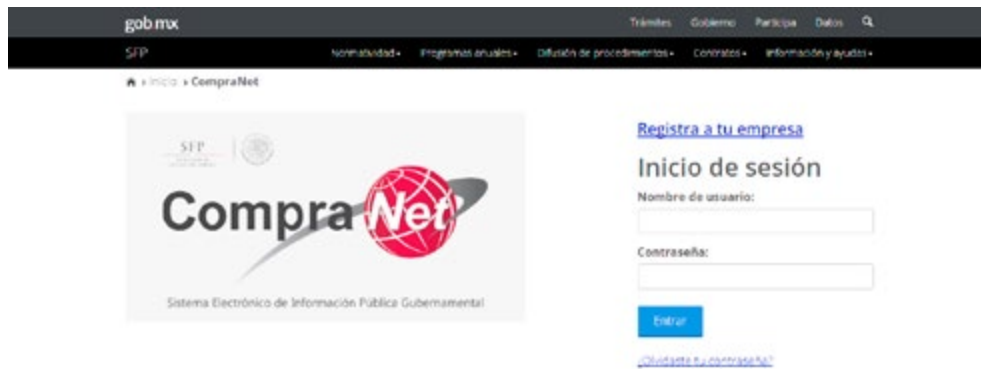 gob.mx
Trámites Gobierno Participa Datos
SFP
Normatividad Programas anuales Difusión de procedimientos Contratos Información y ayudas
Inicio CompraNet
SFP
CompraNet
Sistema Electrónico de Información Pública Gubernamental
Registra a tu empresa
Inicio de sesión
Nombre de usuario:
Contraseña:
Entrar
¿Olvidaste tu contraseña?